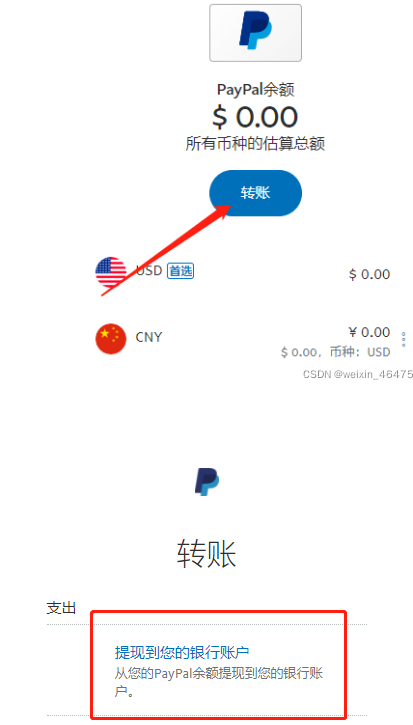 PayPal余额
$ 0.00
所有币种的估算总额
转账
USD 首选
$ 0.00
CNY
¥ 0.00
$ 0.00，币种：USD
CSDN @weixin_46475
转账
支出
提现到您的银行账户
从您的PayPal余额提现到您的银行账
户。